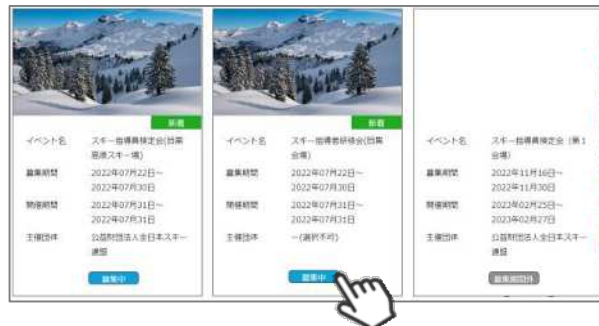 新着
イベント名 スキー指導員検定会(目黒
居原スキー場)
募集期間 2022年07月22日～
2022年07月30日
開催期間 2022年07月31日～
2022年07月31日
主催団体 公益財団法人全日本スキー
連盟
募集中
新着
イベント名 スキー指導者研修会(目黒
会場)
募集期間 2022年07月22日～
2022年07月30日
開催期間 2022年07月31日～
2022年07月31日
主催団体 ー(選択不可)
募集中
イベント名 スキー指導員検定会（第1
会場）
募集期間 2022年11月16日～
2022年11月30日
開催期間 2023年02月25日～
2023年02月27日
主催団体 公益財団法人全日本スキー
連盟
募集期間外